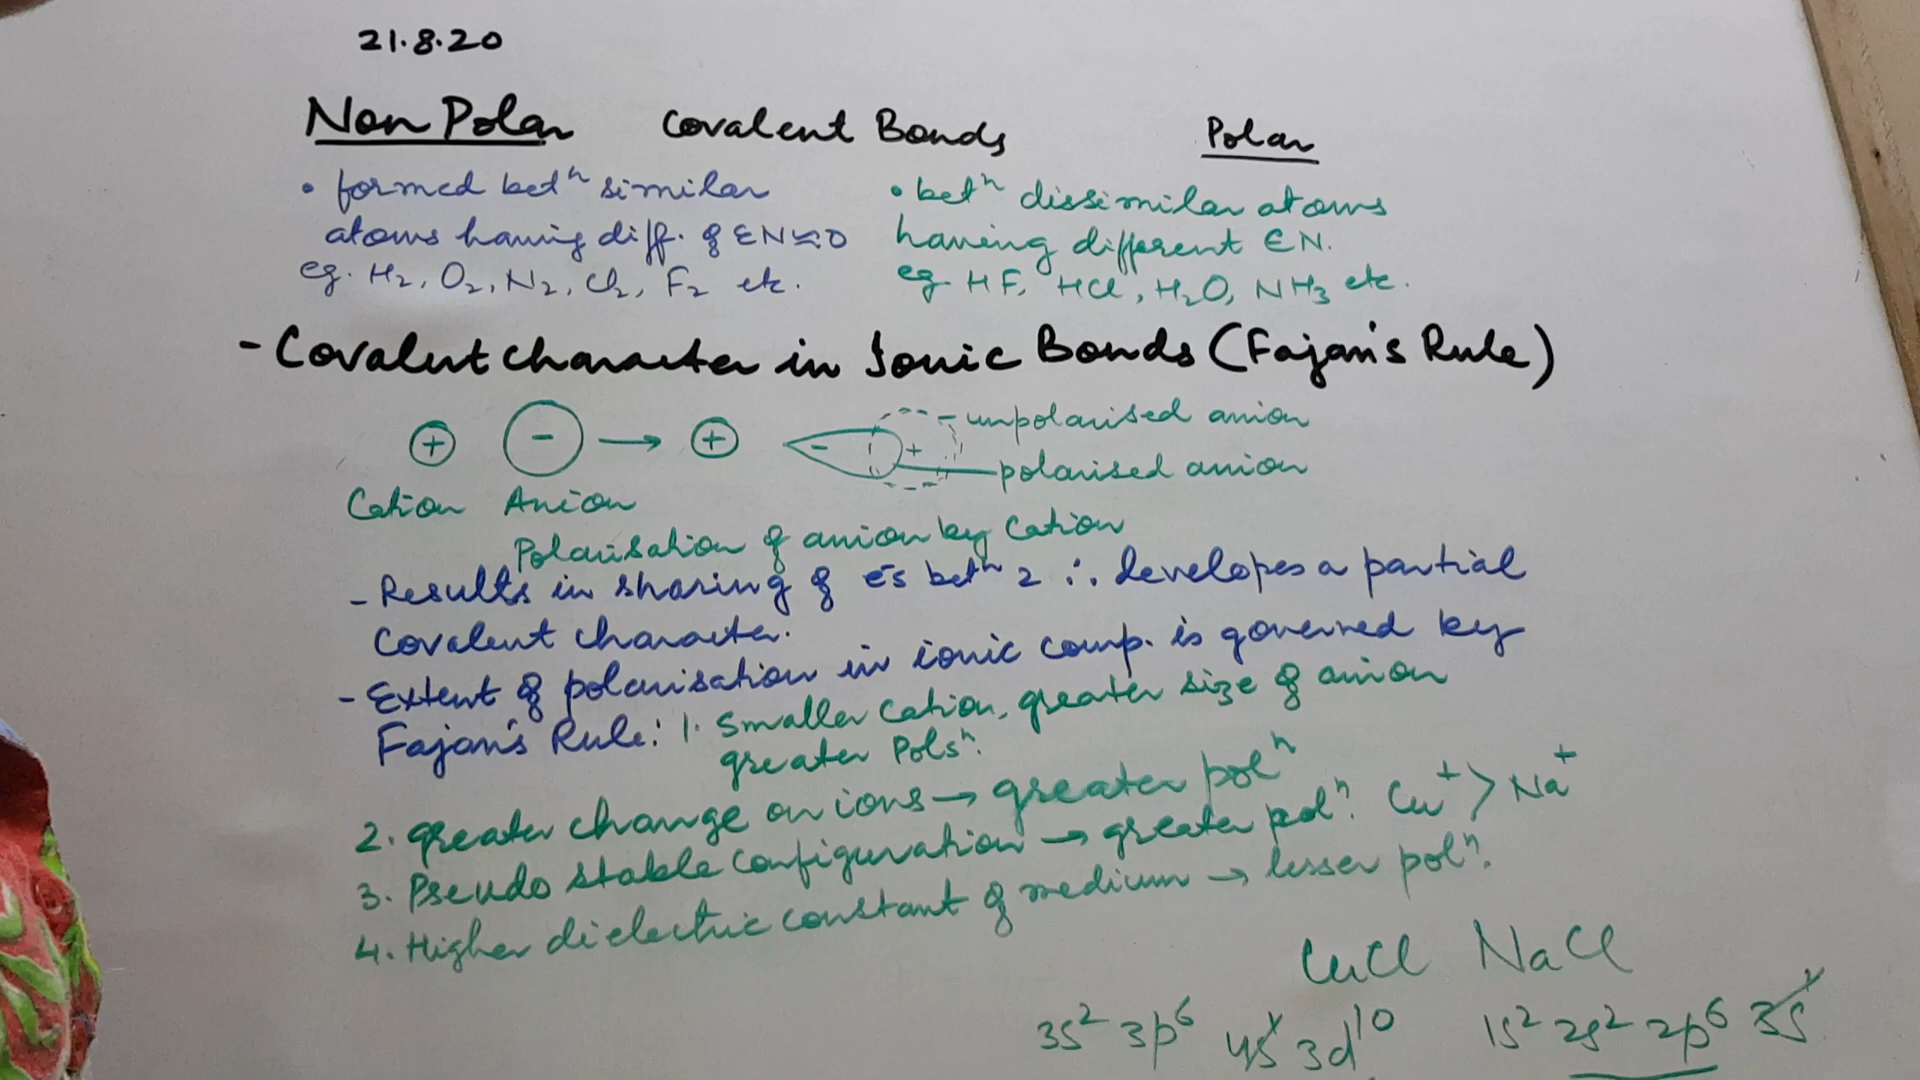 21.8.20
Non Polar Covalent Bonds Polar
• formed betⁿ similar
atoms having diff. of EN≈0
eg. H₂, O₂, N₂, Cl₂, F₂ etc.
• betⁿ dissimilar atoms
having different EN.
eg HF, HCl, H₂O, NH₃ etc.
- Covalent character in Ionic Bonds (Fajan's Rule)
+ - → + - + - unpolarised anion
polarised anion
Cation Anion
Polarisation of anion by Cation
- Results in sharing of e⁻s betⁿ 2 ∴ developes a partial
Covalent character.
- Extent of polarisation in ionic comp. is governed by
Fajan's Rule: 1. Smaller Cation, greater size of anion
greater Polsⁿ.
2. greater change on ions → greater polⁿ
3. Pseudo stable Configuration → greater polⁿ. Cu⁺ > Na⁺
4. Higher dielectric constant of medium → lesser polⁿ.
CuCl NaCl
3s² 3p⁶ 4s¹ 3d¹⁰ 1s² 2s² 2p⁶ 3s¹